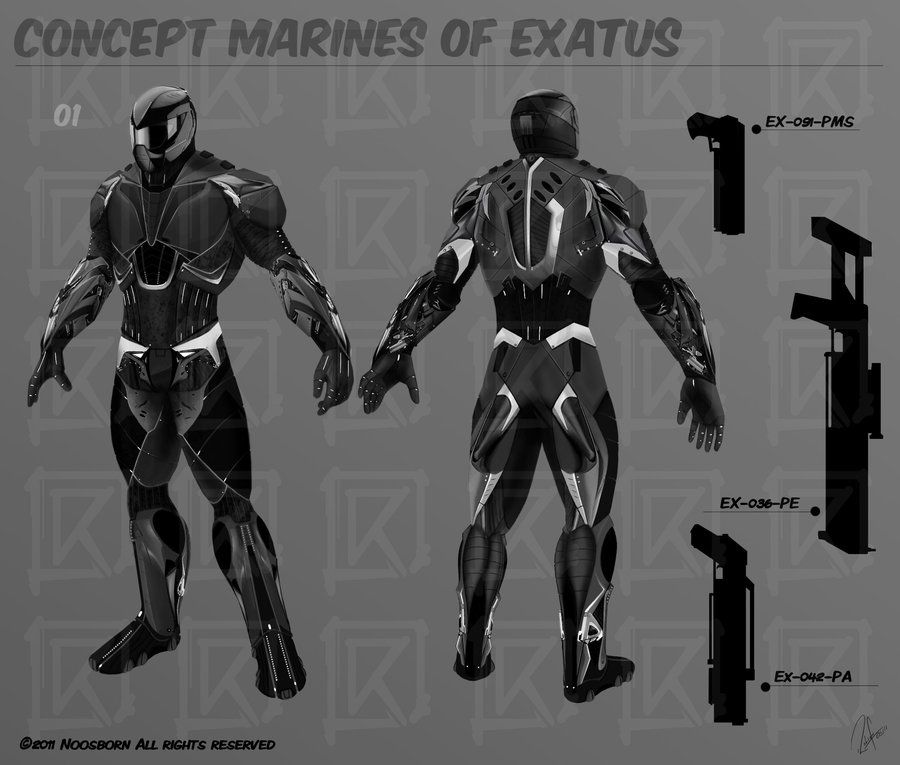 CONCEPT MARINES OF EXATUS
01
EX-091-PMS
EX-036-PE
EX-042-PA
©2011 NOOSBORN ALL RIGHTS RESERVED